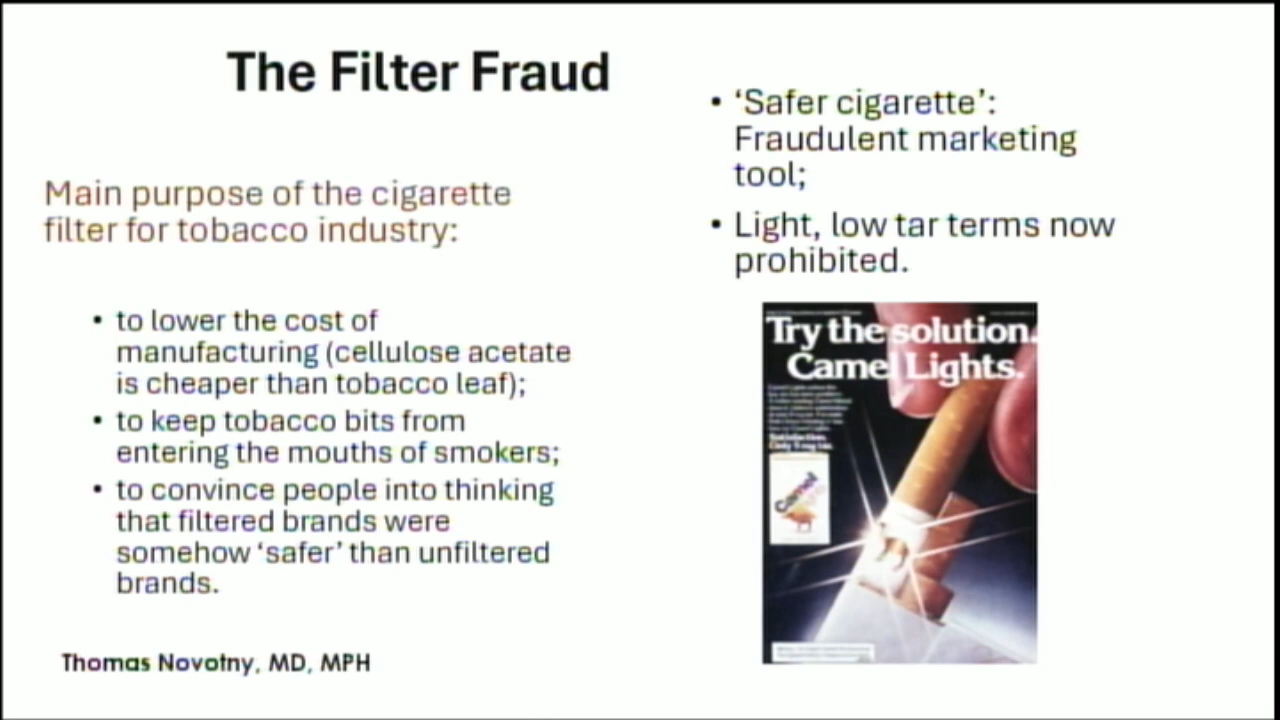 The Filter Fraud
Main purpose of the cigarette
filter for tobacco industry:
• to lower the cost of
manufacturing (cellulose acetate
is cheaper than tobacco leaf);
• to keep tobacco bits from
entering the mouths of smokers;
• to convince people into thinking
that filtered brands were
somehow ‘safer’ than unfiltered
brands.
Thomas Novotny, MD, MPH
• ‘Safer cigarette’:
Fraudulent marketing
tool;
• Light, low tar terms now
prohibited.
Try the solution.
Camel Lights.